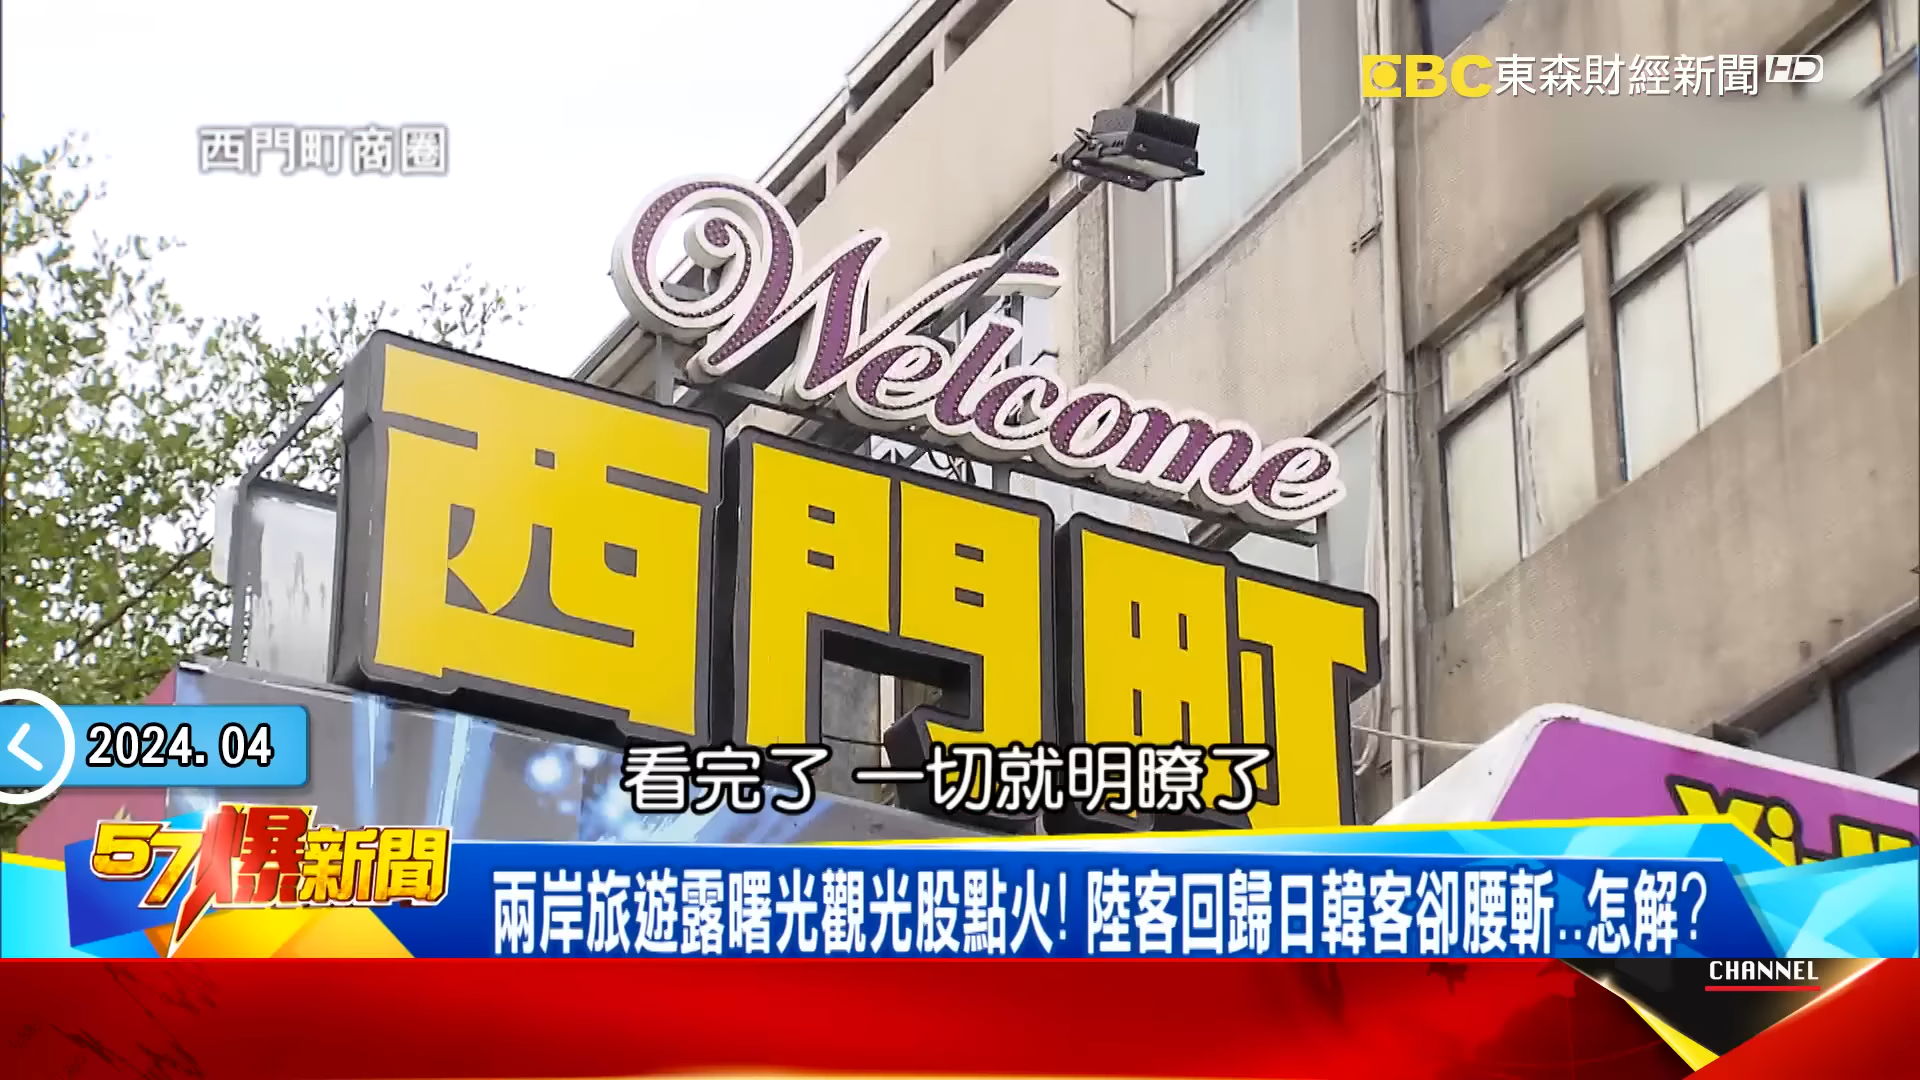 EBC東森財經新聞HD
西門町商圈
Welcome
西門町
2024.04
看完了 一切就明瞭了
57爆新聞
兩岸旅遊露曙光觀光股點火! 陸客回歸日韓客卻腰斬..怎解?
CHANNEL